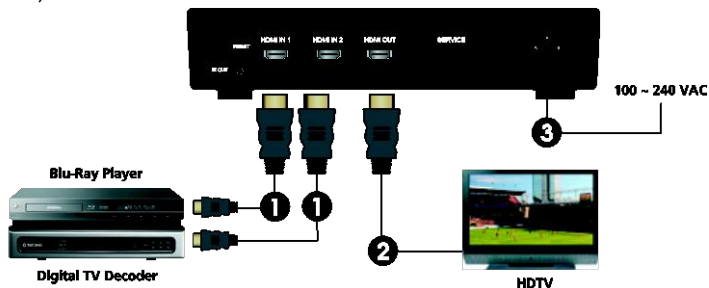 RESET
HDMI IN 1
HDMI IN 2
HDMI OUT
SERVICE
IR OUT
100 ~ 240 VAC
3
Blu-Ray Player
1
1
2
Digital TV Decoder
HDTV